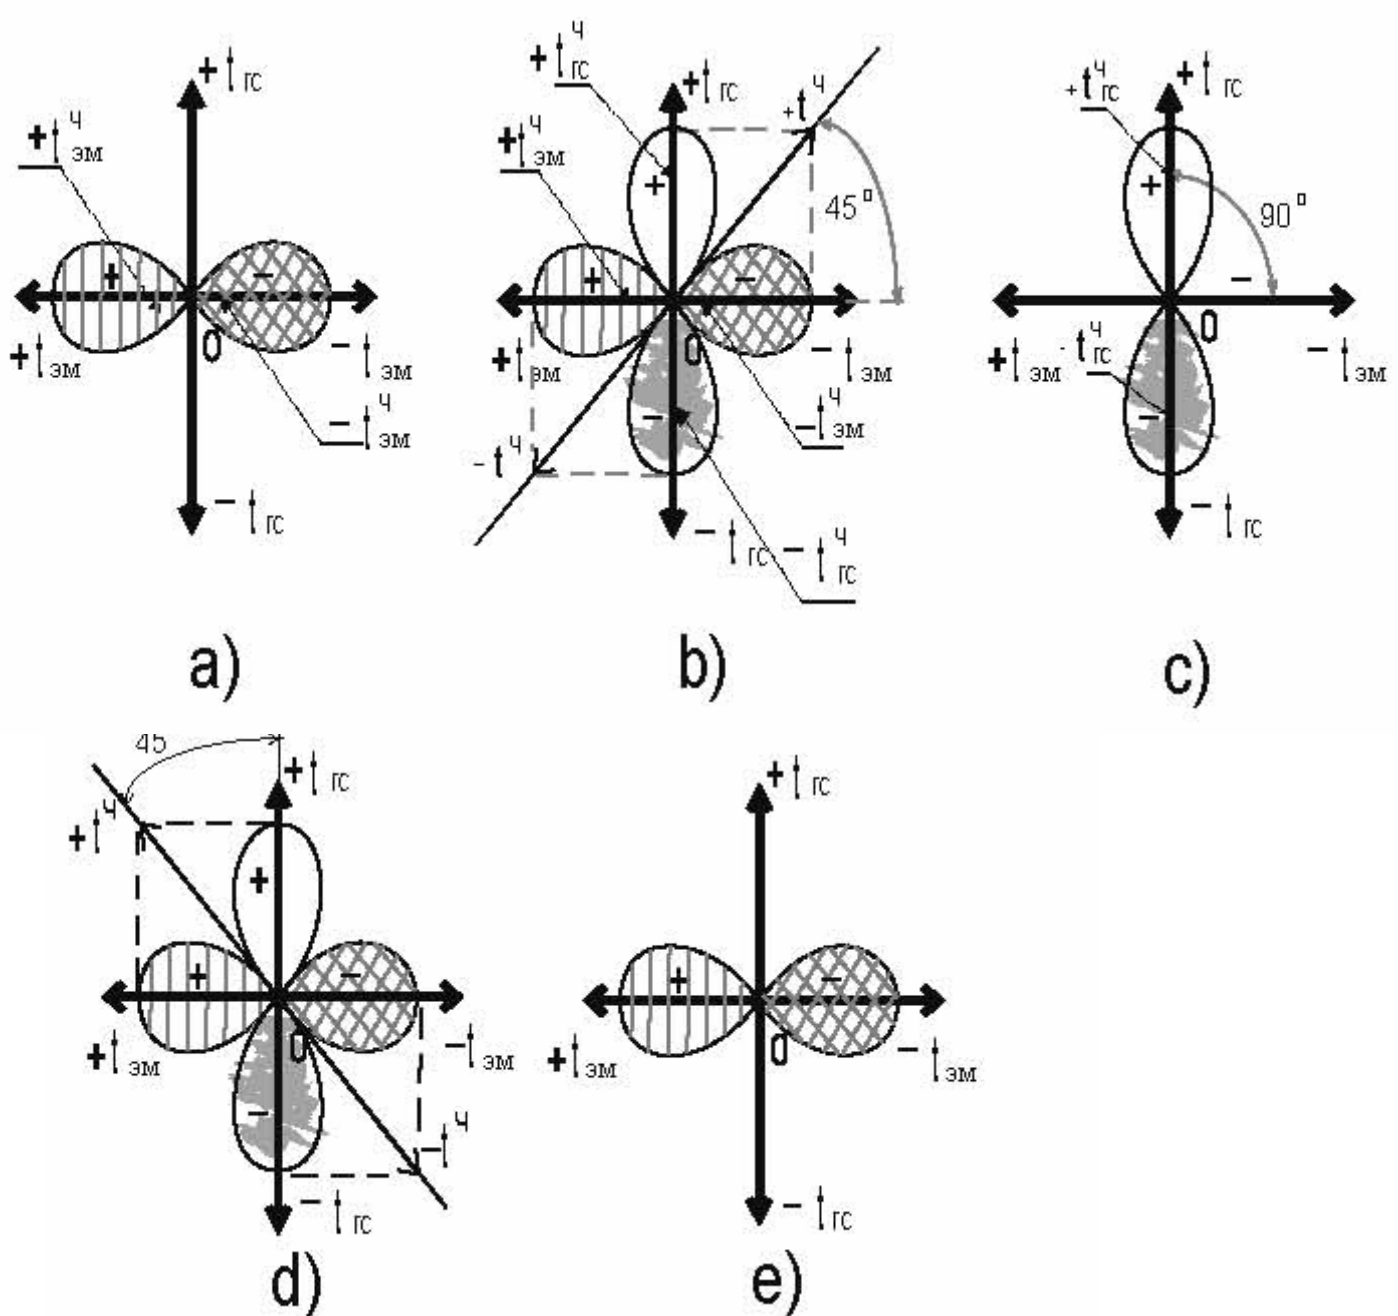 +t гс
+t ч эм
+
−
0
+t эм
− t эм
− t ч эм
− t гс
a)
+t ч гс
+t гс
+t ч
+t ч эм
+
45°
+
−
0
+t эм
− t эм
− t ч эм
−
- t ч
− t гс
− t ч гс
b)
+t ч гс
+t гс
+
90°
−
0
+t эм
- t ч гс
− t эм
−
− t гс
c)
45
+t гс
+t ч
+
+
−
0
+t эм
−t эм
−
−t ч
− t гс
d)
+t гс
+
−
0
+t эм
− t эм
− t гс
e)